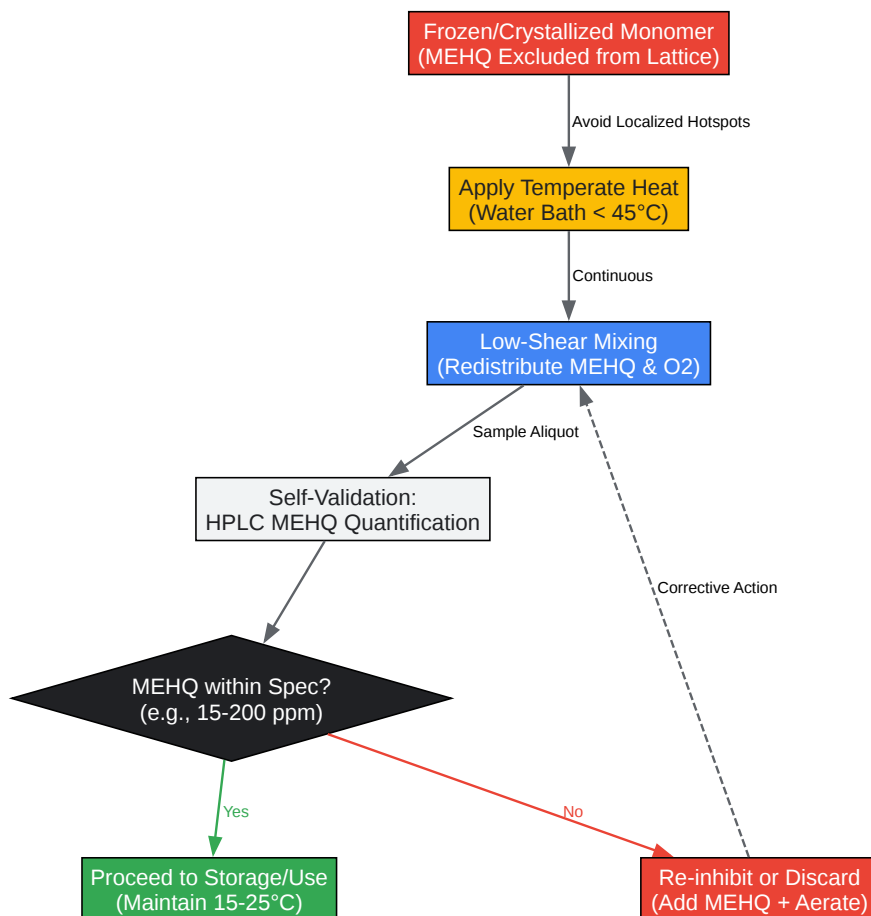 Frozen/Crystallized Monomer
(MEHQ Excluded from Lattice)
Avoid Localized Hotspots
Apply Temperate Heat
(Water Bath < 45°C)
Continuous
Low-Shear Mixing
(Redistribute MEHQ & O2)
Sample Aliquot
Self-Validation:
HPLC MEHQ Quantification
Corrective Action
MEHQ within Spec?
(e.g., 15-200 ppm)
Yes
No
Proceed to Storage/Use
(Maintain 15-25°C)
Re-inhibit or Discard
(Add MEHQ + Aerate)